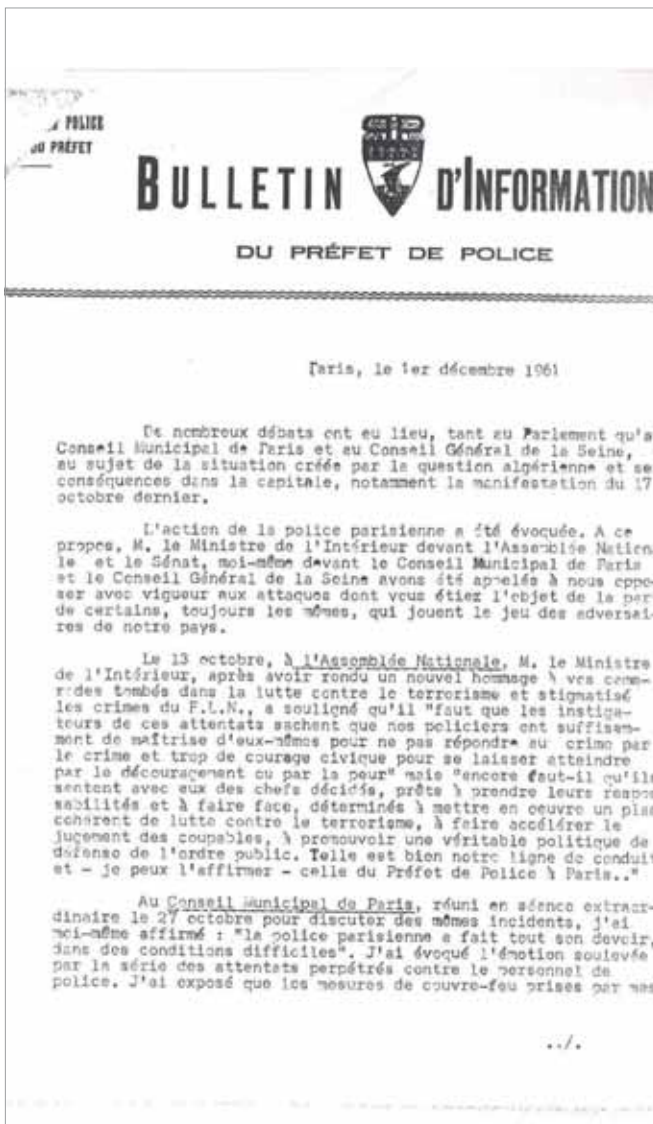 POLICE
DU PRÉFET
BULLETIN D'INFORMATION
DU PRÉFET DE POLICE
Paris, le 1er décembre 1961
De nombreux débats ont eu lieu, tant au Parlement qu'a
Conseil Municipal de Paris et au Conseil Général de la Seine,
au sujet de la situation créée par la question algérienne et se
conséquences dans la capitale, notamment la manifestation du 17
octobre dernier.
L'action de la police parisienne a été évoquée. A ce
propos, M. le Ministre de l'Intérieur devant l'Assemblée Nation
le et le Sénat, moi-même devant le Conseil Municipal de Paris
et le Conseil Général de la Seine avons été appelés à nous oppo-
ser avec vigueur aux attaques dont vous étiez l'objet de la par
de certains, toujours les mêmes, qui jouent le jeu des adversai-
res de notre pays.
Le 13 octobre, à l'Assemblée Nationale, M. le Ministre
de l'Intérieur, après avoir rendu un nouvel hommage à vos cama-
rades tombés dans la lutte contre le terrorisme et stigmatisé
les crimes du F.L.N., a souligné qu'il "faut que les instiga-
teurs de ces attentats sachent que nos policiers ont suffisam-
ment de maîtrise d'eux-mêmes pour ne pas répondre au crime par
le crime et trop de courage civique pour se laisser atteindre
par le découragement ou par la peur" mais "encore faut-il qu'ils
sentent avec eux des chefs décidés, prêts à prendre leurs respon
sabilités et à faire face, déterminés à mettre en oeuvre un plan
cohérent de lutte contre le terrorisme, à faire accélérer le
jugement des coupables, à promouvoir une véritable politique de
défense de l'ordre public. Telle est bien notre ligne de conduit
et - je peux l'affirmer - celle du Préfet de Police à Paris.."
Au Conseil Municipal de Paris, réuni en séance extraor-
dinaire le 27 octobre pour discuter des mêmes incidents, j'ai
moi-même affirmé : "la police parisienne a fait tout son devoir,
dans des conditions difficiles". J'ai évoqué l'émotion soulevée
par la série des attentats perpétrés contre le personnel de
police. J'ai exposé que les mesures de couvre-feu prises par mes
../.